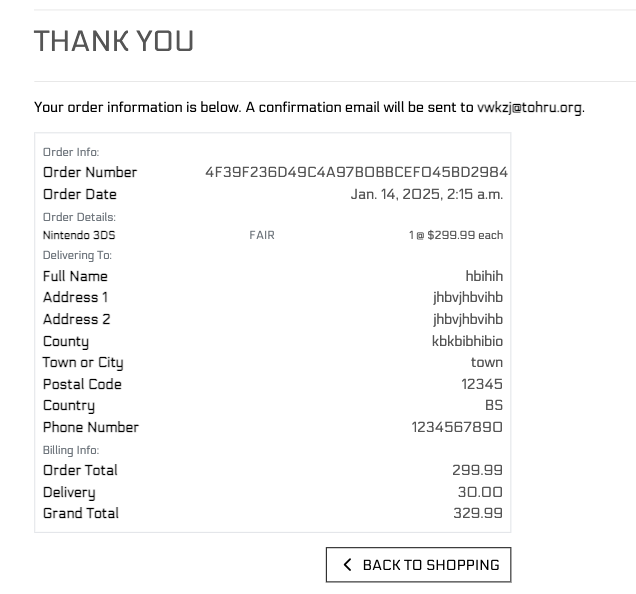 THANK YOU
Your order information is below. A confirmation email will be sent to vwkzj@tohru.org.
Order Info:
Order Number 4F39F236D49C4A97B0BBCEF045BD2984
Order Date Jan. 14, 2025, 2:15 a.m.
Order Details:
Nintendo 3DS FAIR 1 @ $299.99 each
Delivering To:
Full Name hbihih
Address 1 jhbvjhbvihb
Address 2 jhbvjhbvihb
County kbkbibhibio
Town or City town
Postal Code 12345
Country BS
Phone Number 1234567890
Billing Info:
Order Total 299.99
Delivery 30.00
Grand Total 329.99
BACK TO SHOPPING